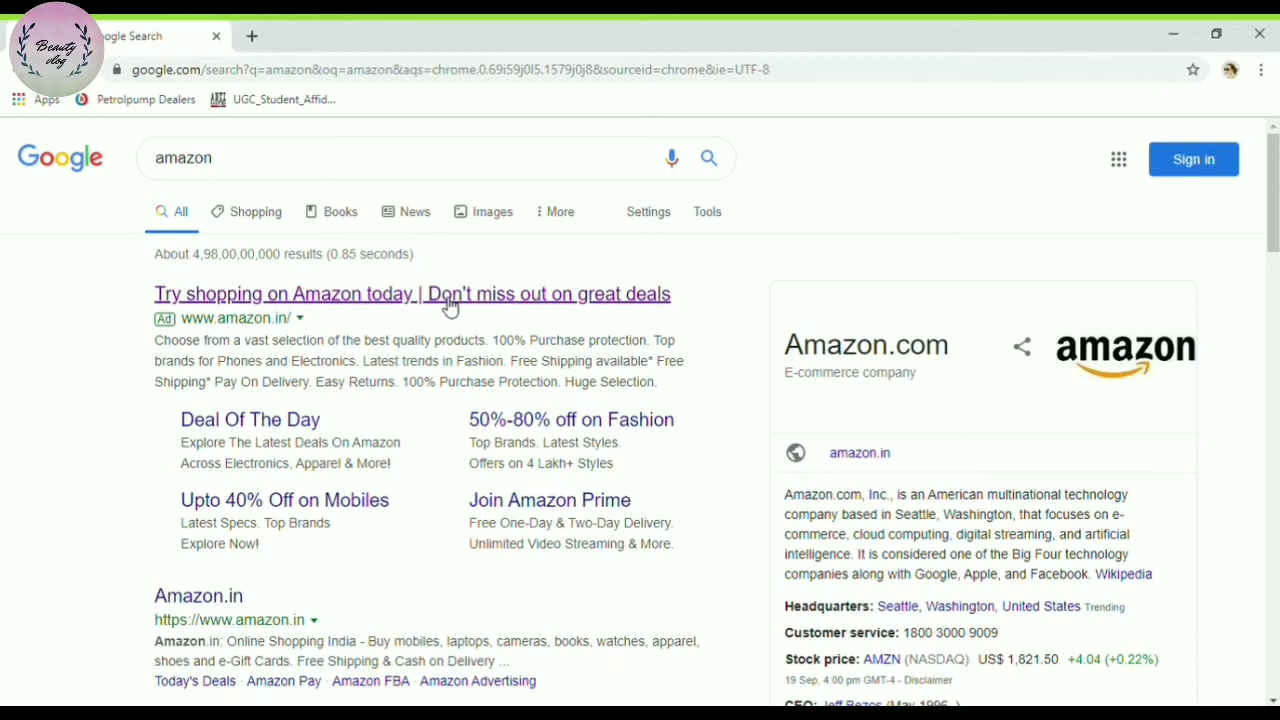 Beauty
vlog
ogle Search
google.com/search?q=amazon&oq=amazon&aqs=chrome.0.69i59j0l5.1579j0j8&sourceid=chrome&ie=UTF-8
Apps Petrolpump Dealers UGC_Student_Affid...
Google amazon Sign in
All Shopping Books News Images More Settings Tools
About 4,98,00,00,000 results (0.85 seconds)
Try shopping on Amazon today | Don't miss out on great deals
Ad www.amazon.in/
Choose from a vast selection of the best quality products. 100% Purchase protection. Top
brands for Phones and Electronics. Latest trends in Fashion. Free Shipping available* Free
Shipping* Pay On Delivery. Easy Returns. 100% Purchase Protection. Huge Selection.
Deal Of The Day
Explore The Latest Deals On Amazon
Across Electronics, Apparel & More!
50%-80% off on Fashion
Top Brands. Latest Styles.
Offers on 4 Lakh+ Styles
Upto 40% Off on Mobiles
Latest Specs. Top Brands
Explore Now!
Join Amazon Prime
Free One-Day & Two-Day Delivery.
Unlimited Video Streaming & More.
Amazon.in
https://www.amazon.in
Amazon.in: Online Shopping India - Buy mobiles, laptops, cameras, books, watches, apparel,
shoes and e-Gift Cards. Free Shipping & Cash on Delivery ...
Today's Deals · Amazon Pay · Amazon FBA · Amazon Advertising
Amazon.com
E-commerce company
amazon
amazon.in
Amazon.com, Inc., is an American multinational technology
company based in Seattle, Washington, that focuses on e-
commerce, cloud computing, digital streaming, and artificial
intelligence. It is considered one of the Big Four technology
companies along with Google, Apple, and Facebook. Wikipedia
Headquarters: Seattle, Washington, United States Trending
Customer service: 1800 3000 9009
Stock price: AMZN (NASDAQ) US$ 1,821.50 +4.04 (+0.22%)
19 Sep, 4:00 pm GMT-4 - Disclaimer
CEO: Jeff Bezos (May 1996–)